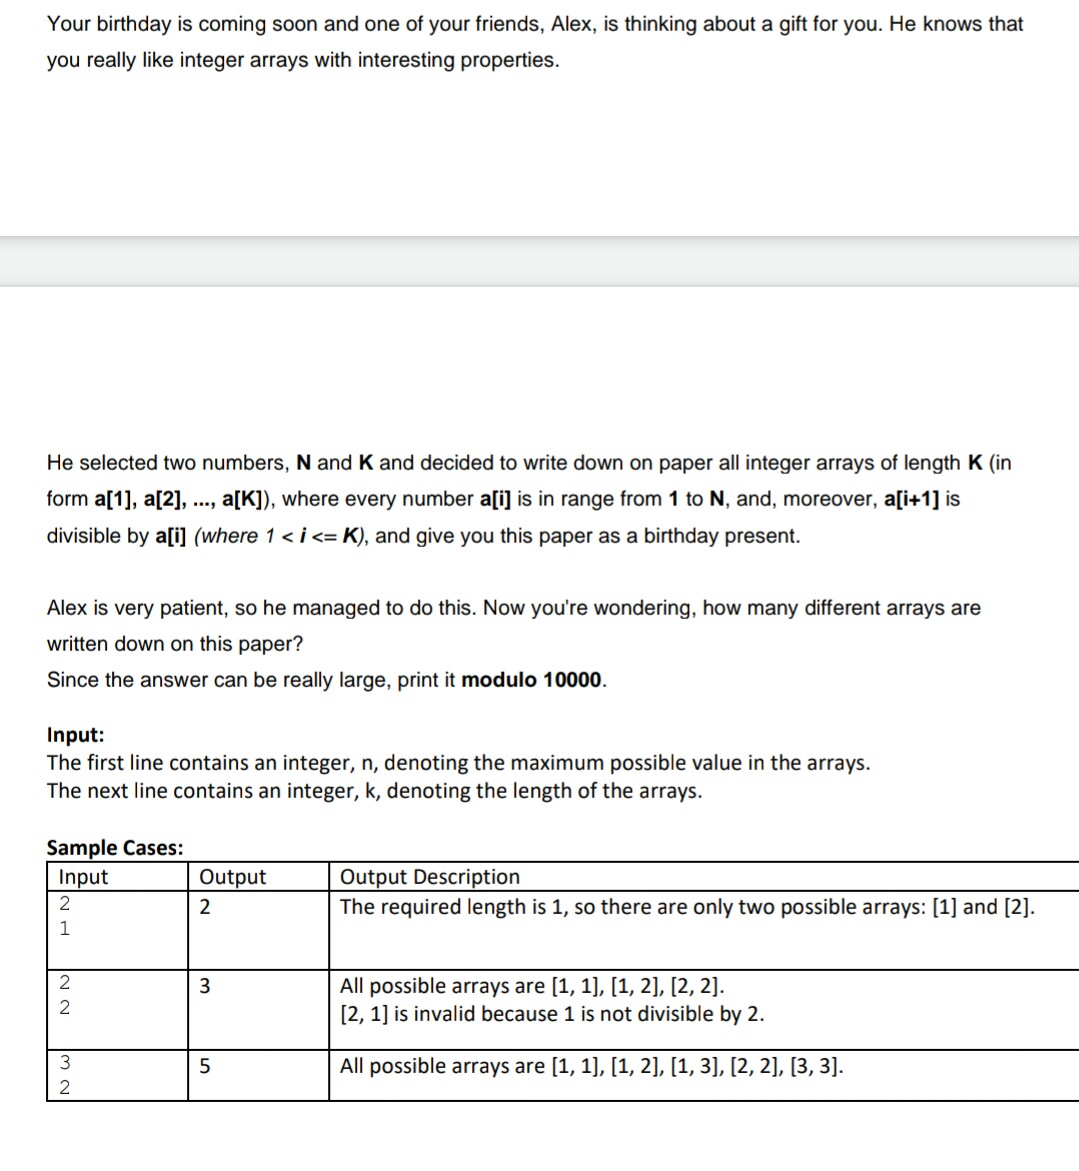 Your birthday is coming soon and one of your friends, Alex, is thinking about a gift for you. He knows that
you really like integer arrays with interesting properties.
He selected two numbers, N and K and decided to write down on paper all integer arrays of length K (in
form a[1], a[2], ..., a[K]), where every number a[i] is in range from 1 to N, and, moreover, a[i+1] is
divisible by a[i] (where 1 < i <= K), and give you this paper as a birthday present.
Alex is very patient, so he managed to do this. Now you're wondering, how many different arrays are
written down on this paper?
Since the answer can be really large, print it modulo 10000.
Input:
The first line contains an integer, n, denoting the maximum possible value in the arrays.
The next line contains an integer, k, denoting the length of the arrays.
Sample Cases:
Input Output Output Description
2 2 The required length is 1, so there are only two possible arrays: [1] and [2].
1
2 3 All possible arrays are [1, 1], [1, 2], [2, 2].
2 [2, 1] is invalid because 1 is not divisible by 2.
3 5 All possible arrays are [1, 1], [1, 2], [1, 3], [2, 2], [3, 3].
2